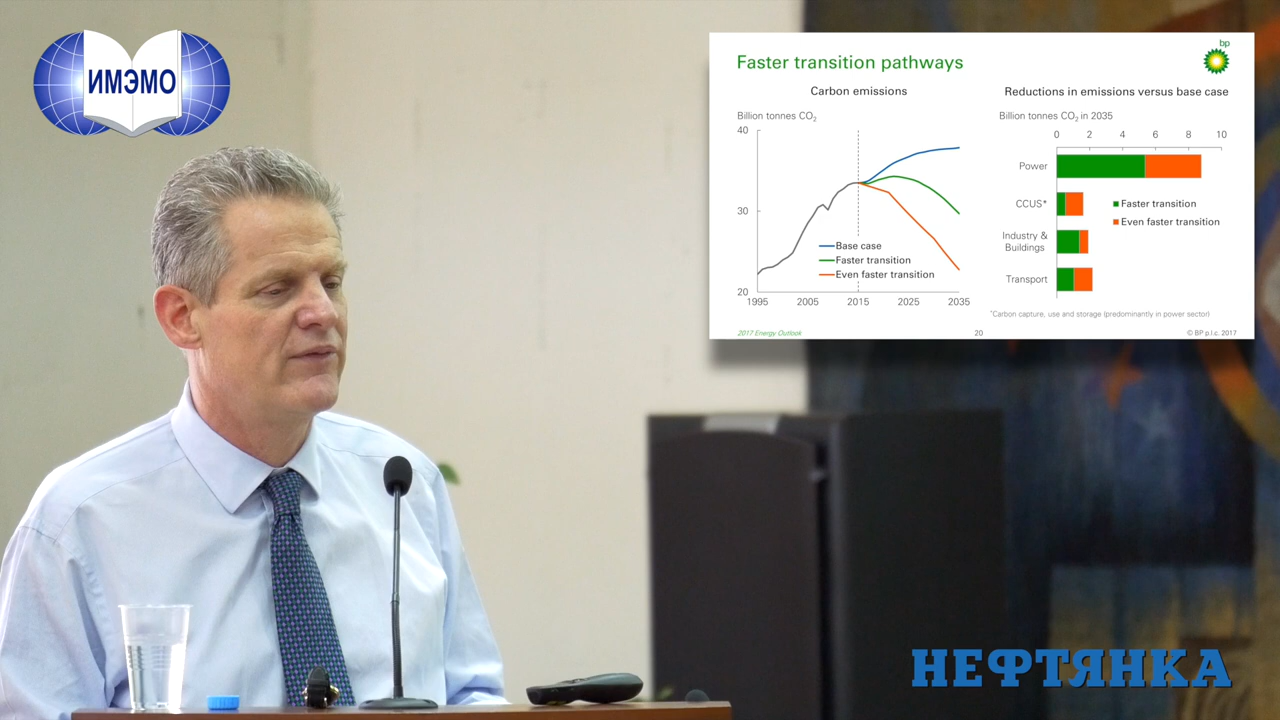 ИМЭМО
bp
Faster transition pathways
Carbon emissions
Billion tonnes CO₂
40
30
20
1995 2005 2015 2025 2035
Base case
Faster transition
Even faster transition
Reductions in emissions versus base case
Billion tonnes CO₂ in 2035
0 2 4 6 8 10
Power
CCUS*
Industry &
Buildings
Transport
Faster transition
Even faster transition
*Carbon capture, use and storage (predominantly in power sector)
2017 Energy Outlook
20
© BP p.l.c. 2017
НЕФТЯНКА